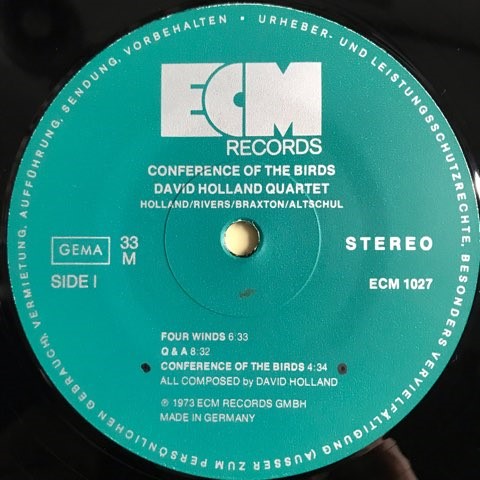 URHEBER- UND LEISTUNGSSCHUTZRECHTE, BESONDERS VERVIELFÄLTIGUNG (AUSSER ZUM PERSÖNLICHEN GEBRAUCH), VERMIETUNG, AUFFÜHRUNG, SENDUNG, VORBEHALTEN •
ECM
RECORDS
CONFERENCE OF THE BIRDS
DAVID HOLLAND QUARTET
HOLLAND/RIVERS/BRAXTON/ALTSCHUL
GEMA 33 STEREO
M
SIDE I ECM 1027
FOUR WINDS 6:33
Q & A 8:32
CONFERENCE OF THE BIRDS 4:34
ALL COMPOSED by DAVID HOLLAND
℗ 1973 ECM RECORDS GMBH
MADE IN GERMANY